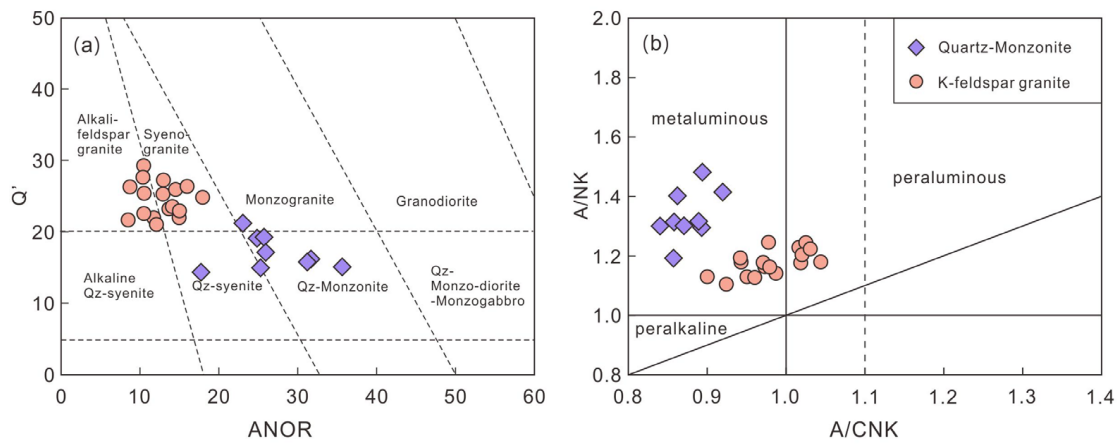 (a)
50
40
30
20
10
0
Q'
Alkali-
feldspar
granite
Syeno-
granite
Monzogranite
Granodiorite
Alkaline
Qz-syenite
Qz-syenite
Qz-Monzonite
Qz-
Monzo-diorite
-Monzogabbro
0 10 20 30 40 50 60
ANOR
(b)
2.0
1.8
1.6
1.4
1.2
1.0
0.8
A/NK
Quartz-Monzonite
K-feldspar granite
metaluminous
peraluminous
peralkaline
0.8 0.9 1.0 1.1 1.2 1.3 1.4
A/CNK